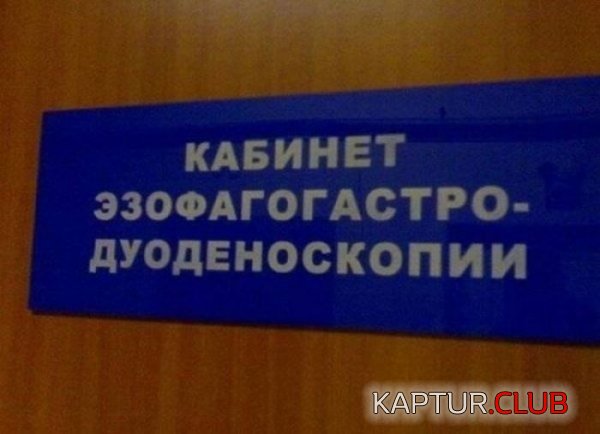 КАБИНЕТ
ЭЗОФАГОГАСТРО-
ДУОДЕНОСКОПИИ
KAPTUR.CLUB